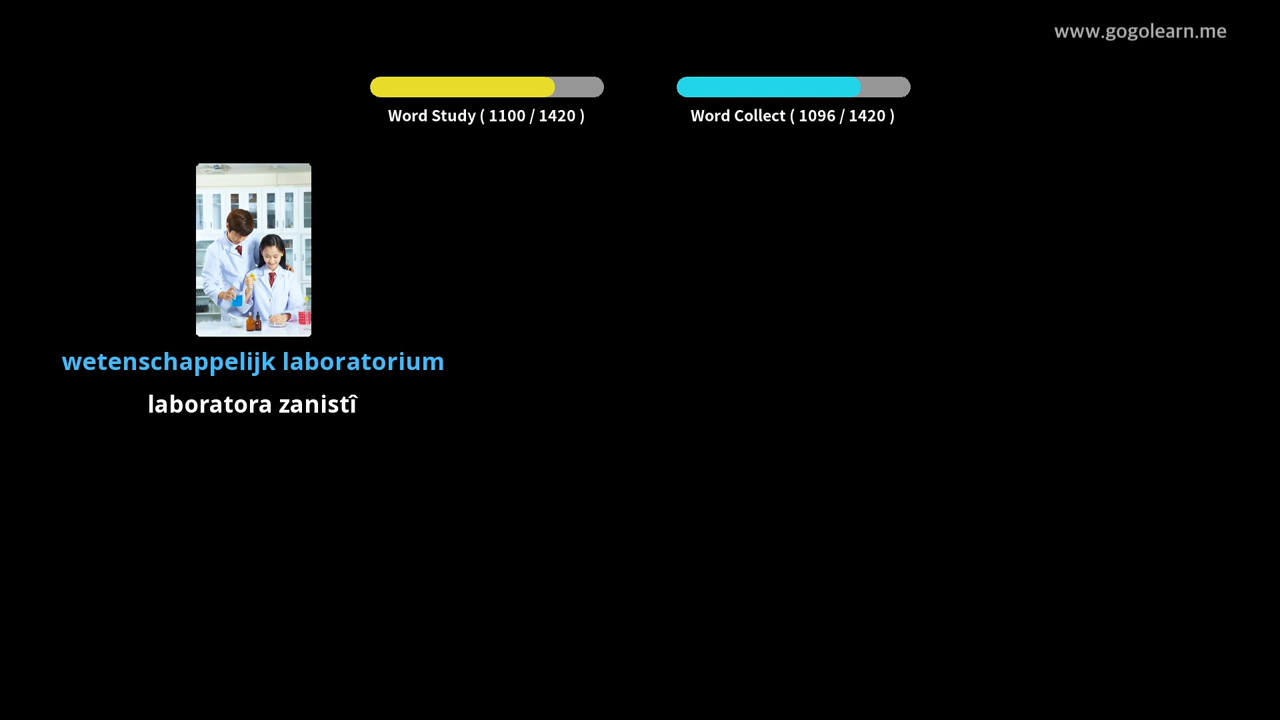 www.gogolearn.me
Word Study ( 1100 / 1420 )
Word Collect ( 1096 / 1420 )
wetenschappelijk laboratorium
laboratora zanistî